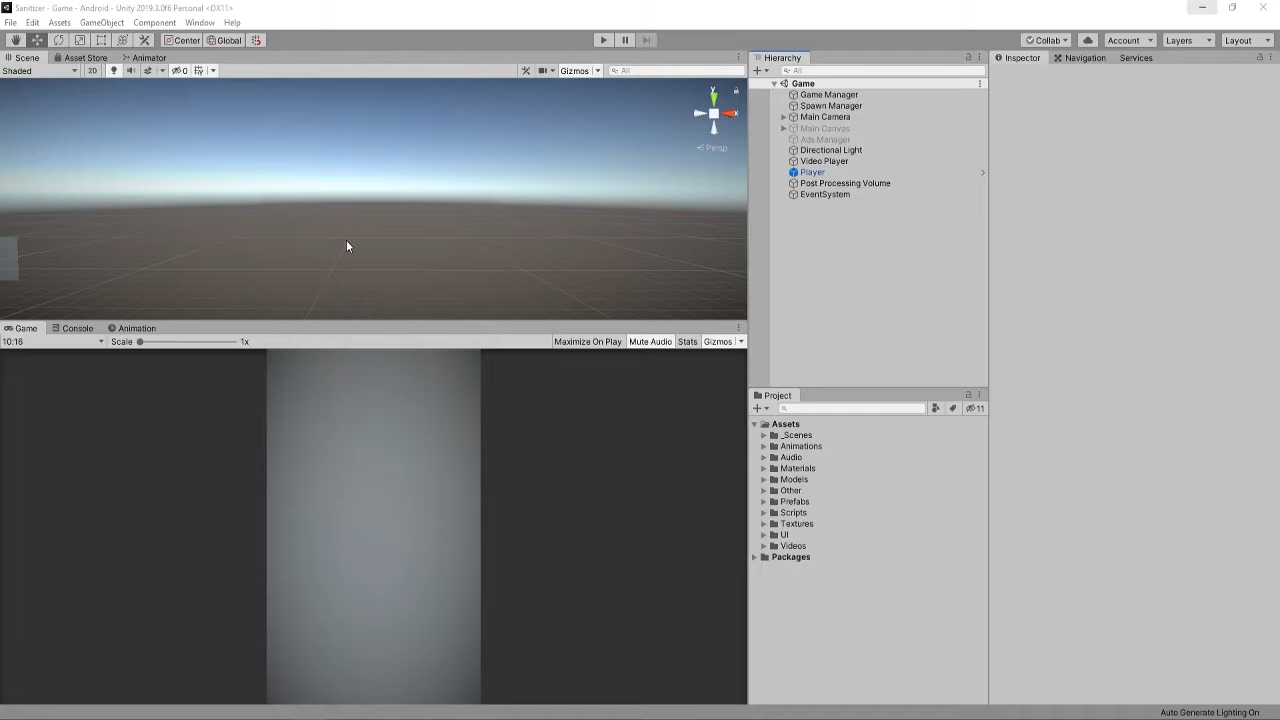 Sanitizer - Game - Android - Unity 2019.3.0f6 Personal <DX11>
File Edit Assets GameObject Component Window Help
Center Global Collab Account Layers Layout
Scene Asset Store Animator
Shaded 2D 0 Gizmos All
y
x
Persp
Game Console Animation
10:16 Scale 1x Maximize On Play Mute Audio Stats Gizmos
Hierarchy
All
Game
Game Manager
Spawn Manager
Main Camera
Main Canvas
Ads Manager
Directional Light
Video Player
Player
Post Processing Volume
EventSystem
Project
11
Assets
_Scenes
Animations
Audio
Materials
Models
Other
Prefabs
Scripts
Textures
UI
Videos
Packages
Inspector Navigation Services
Auto Generate Lighting On